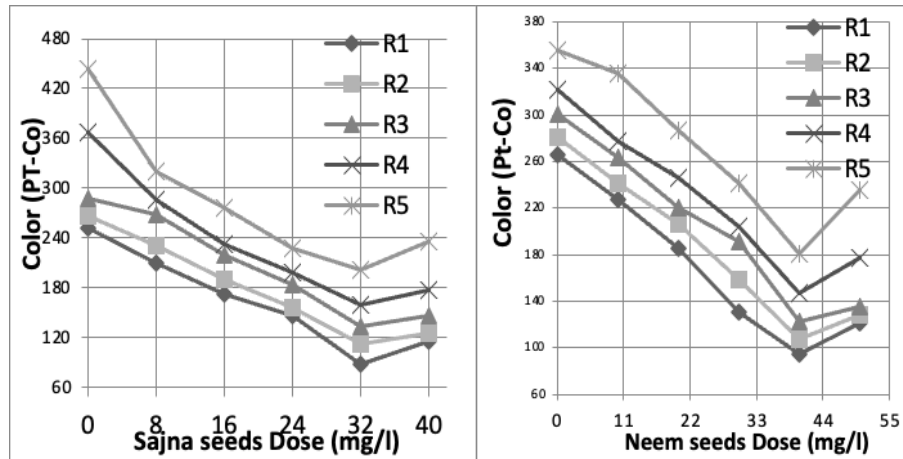 480
420
360
300
240
180
120
60
Color (PT-Co)
R1
R2
R3
R4
R5
0 8 16 24 32 40
Sajna seeds Dose (mg/l)
380
340
300
260
220
180
140
100
60
Color (Pt-Co)
R1
R2
R3
R4
R5
0 11 22 33 44 55
Neem seeds Dose (mg/l)